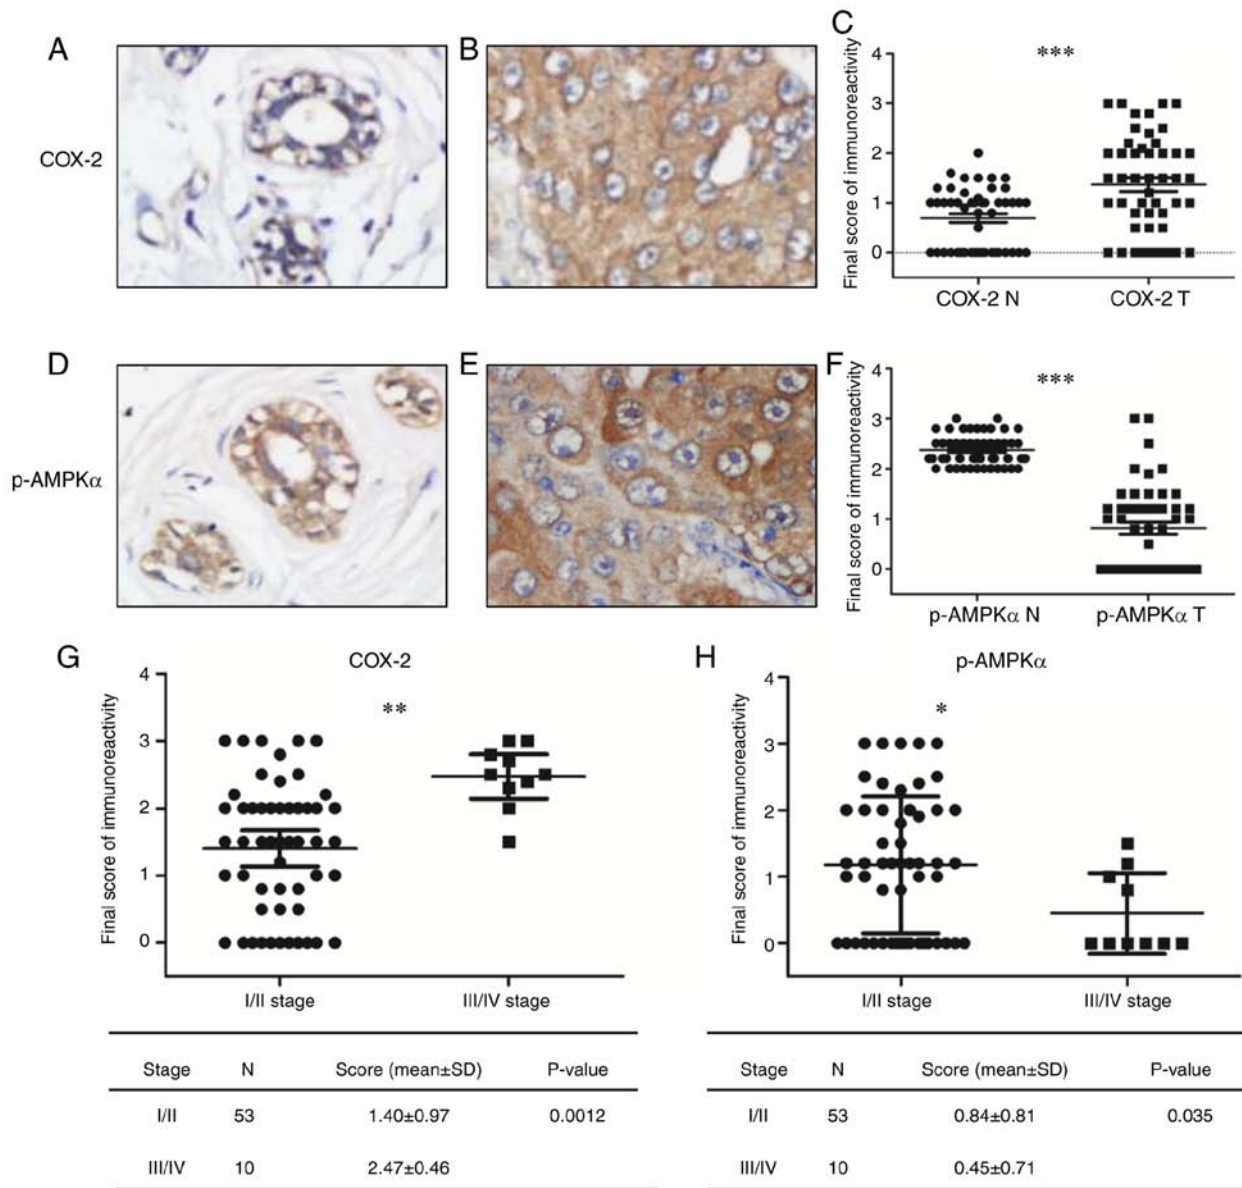 A
B
C
COX-2
Final score of immunoreactivity
4
3
2
1
0
***
COX-2 N
COX-2 T
D
E
F
p-AMPKα
Final score of immunoreactivity
4
3
2
1
0
***
p-AMPKα N
p-AMPKα T
G
COX-2
Final score of immunoreactivity
4
3
2
1
0
**
I/II stage
III/IV stage
H
p-AMPKα
Final score of immunoreactivity
4
3
2
1
0
*
I/II stage
III/IV stage
Stage N Score (mean±SD) P-value
I/II 53 1.40±0.97 0.0012
III/IV 10 2.47±0.46
Stage N Score (mean±SD) P-value
I/II 53 0.84±0.81 0.035
III/IV 10 0.45±0.71